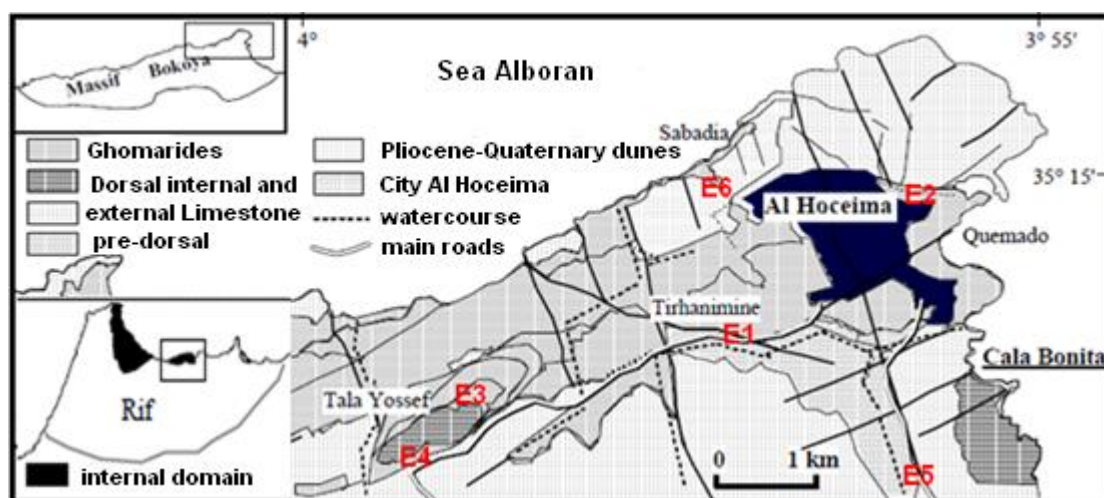 4°
3° 55'
Massif Bokoya
Sea Alboran
Sabadia
Ghomarides
Pliocene-Quaternary dunes
Dorsal internal and
City Al Hoceima
35° 15'
external Limestone
watercourse
pre-dorsal
main roads
E6
E2
Al Hoceima
Quemado
Tirhanimine
E1
Cala Bonita
Rif
Tala Yossef
E3
E4
0 1 km
E5
internal domain